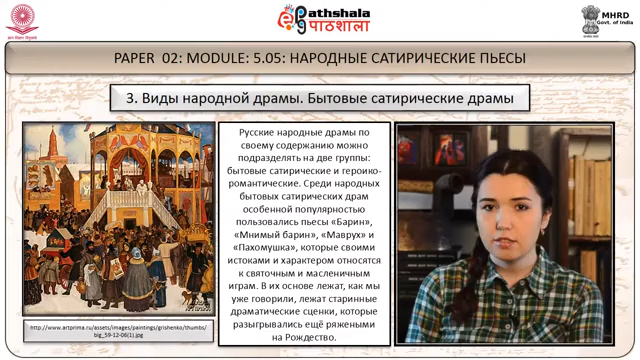 Pathshala
पाठशाला
MHRD
Govt. of India
PAPER 02: MODULE: 5.05: НАРОДНЫЕ САТИРИЧЕСКИЕ ПЬЕСЫ
3. Виды народной драмы. Бытовые сатирические драмы
Русские народные драмы по
своему содержанию можно
подразделять на две группы:
бытовые сатирические и героико-
романтические. Среди народных
бытовых сатирических драм
особенной популярностью
пользовались пьесы «Барин»,
«Мнимый барин», «Маврух» и
«Пахомушка», которые своими
истоками и характером относятся
к святочным и масленичным
играм. В их основе лежат, как мы
уже говорили, лежат старинные
драматические сценки, которые
разыгрывались ещё ряжеными
на Рождество.
http://www.artprima.ru/assets/images/paintings/grishenko/thumbs/
big_59-12-06(1).jpg